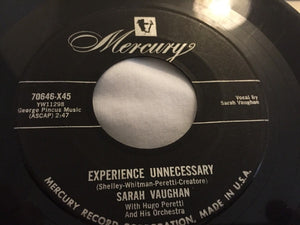 Mercury
70646-X45
YW11298
George Pincus Music
(ASCAP) 2:47
Vocal by
Sarah Vaughan
EXPERIENCE UNNECESSARY
(Shelley-Whitman-Peretti-Creatore)
SARAH VAUGHAN
With Hugo Peretti
And His Orchestra
MERCURY RECORD CORPORATION MADE IN U.S.A.